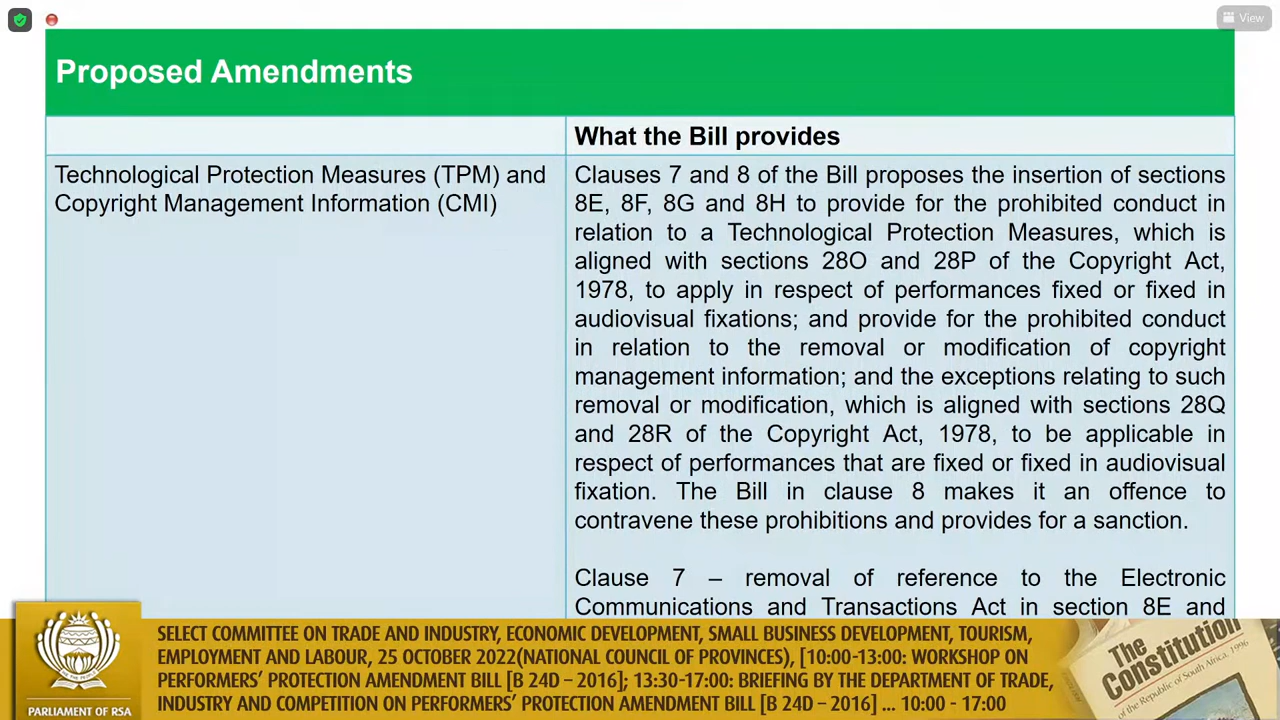 View
Proposed Amendments
What the Bill provides
Technological Protection Measures (TPM) and
Copyright Management Information (CMI)
Clauses 7 and 8 of the Bill proposes the insertion of sections
8E, 8F, 8G and 8H to provide for the prohibited conduct in
relation to a Technological Protection Measures, which is
aligned with sections 28O and 28P of the Copyright Act,
1978, to apply in respect of performances fixed or fixed in
audiovisual fixations; and provide for the prohibited conduct
in relation to the removal or modification of copyright
management information; and the exceptions relating to such
removal or modification, which is aligned with sections 28Q
and 28R of the Copyright Act, 1978, to be applicable in
respect of performances that are fixed or fixed in audiovisual
fixation. The Bill in clause 8 makes it an offence to
contravene these prohibitions and provides for a sanction.
Clause 7 – removal of reference to the Electronic
Communications and Transactions Act in section 8E and
SELECT COMMITTEE ON TRADE AND INDUSTRY, ECONOMIC DEVELOPMENT, SMALL BUSINESS DEVELOPMENT, TOURISM,
EMPLOYMENT AND LABOUR, 25 OCTOBER 2022(NATIONAL COUNCIL OF PROVINCES), [10:00-13:00: WORKSHOP ON
PERFORMERS’ PROTECTION AMENDMENT BILL [B 24D – 2016]; 13:30-17:00: BRIEFING BY THE DEPARTMENT OF TRADE,
INDUSTRY AND COMPETITION ON PERFORMERS’ PROTECTION AMENDMENT BILL [B 24D – 2016] ... 10:00 - 17:00
PARLIAMENT OF RSA
The
Constitution
of the Republic of South Africa, 1996